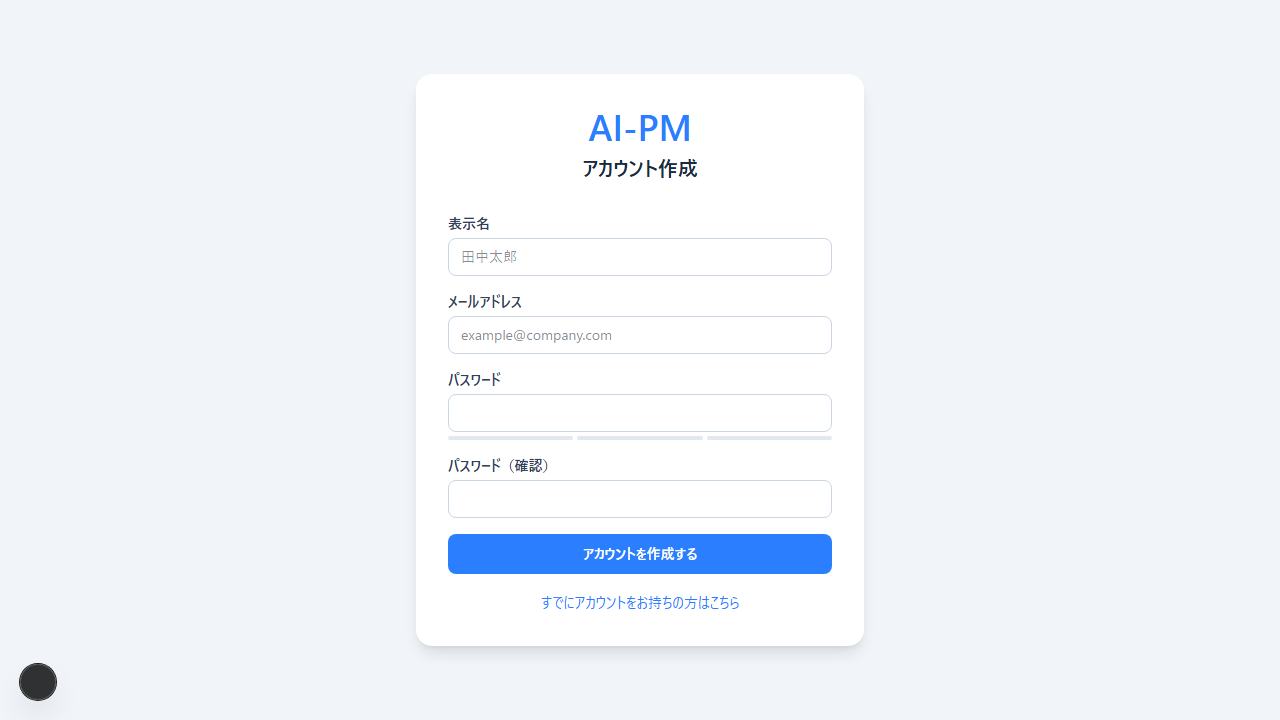 AI-PM
アカウント作成
表示名
田中太郎
メールアドレス
example@company.com
パスワード
パスワード（確認）
アカウントを作成する
すでにアカウントをお持ちの方はこちら